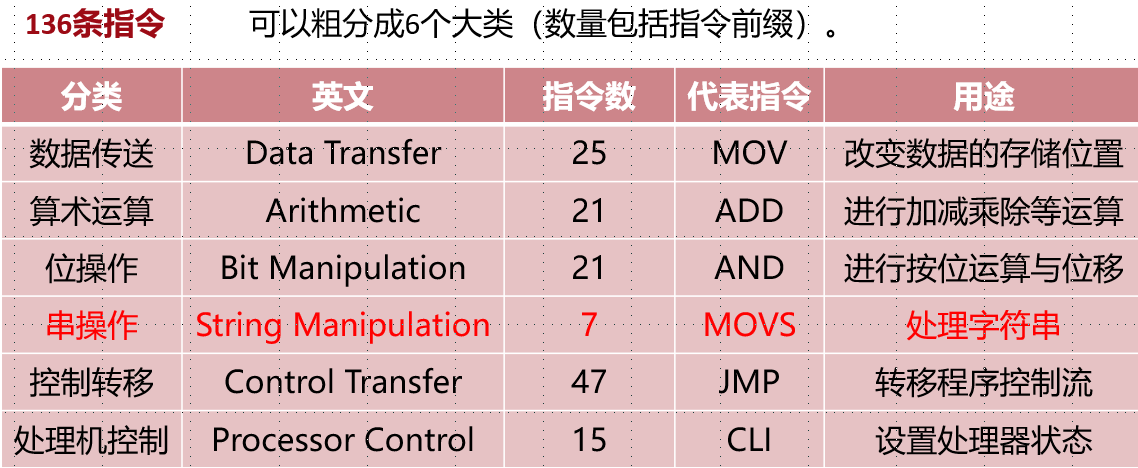 136条指令 可以粗分成6个大类（数量包括指令前缀）。
分类 英文 指令数 代表指令 用途
数据传送 Data Transfer 25 MOV 改变数据的存储位置
算术运算 Arithmetic 21 ADD 进行加减乘除等运算
位操作 Bit Manipulation 21 AND 进行按位运算与位移
串操作 String Manipulation 7 MOVS 处理字符串
控制转移 Control Transfer 47 JMP 转移程序控制流
处理机控制 Processor Control 15 CLI 设置处理器状态